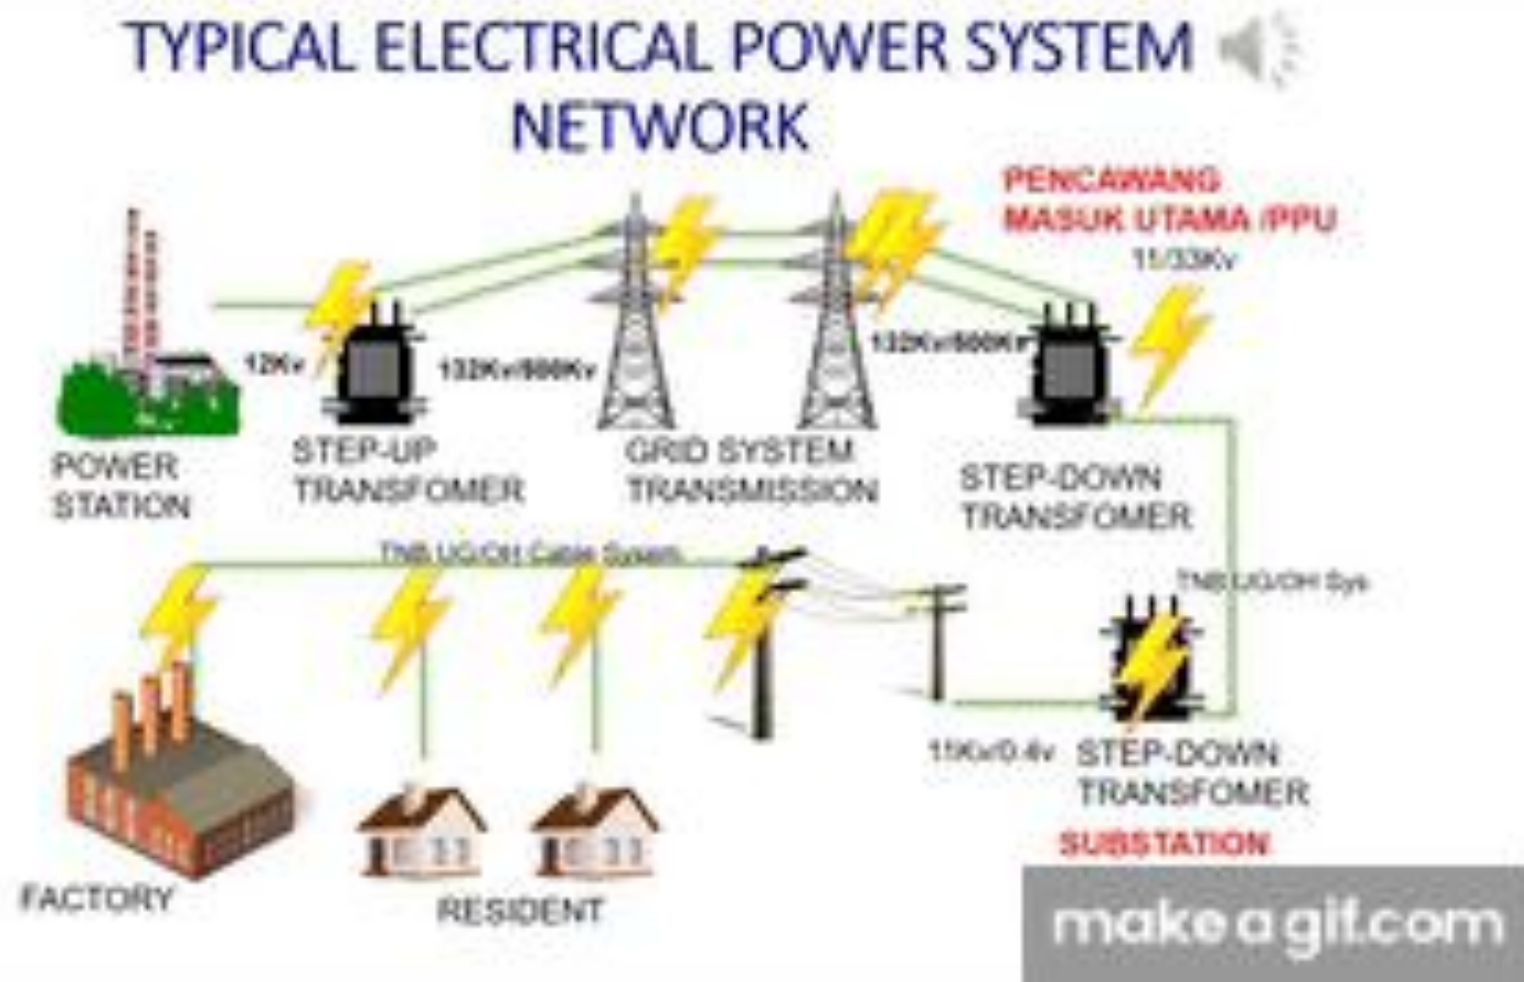 TYPICAL ELECTRICAL POWER SYSTEM
NETWORK
PENCAWANG
MASUK UTAMA /PPU
11/33Kv
12Kv
132Kv/500Kv
132Kv/500Kv
STEP-UP
TRANSFOMER
GRID SYSTEM
TRANSMISSION
POWER
STATION
STEP-DOWN
TRANSFOMER
TNB UG/OH Cable System
TNB UG/OH Sys
11Kv/0.4v
STEP-DOWN
TRANSFOMER
SUBSTATION
FACTORY
RESIDENT
make a gif.com